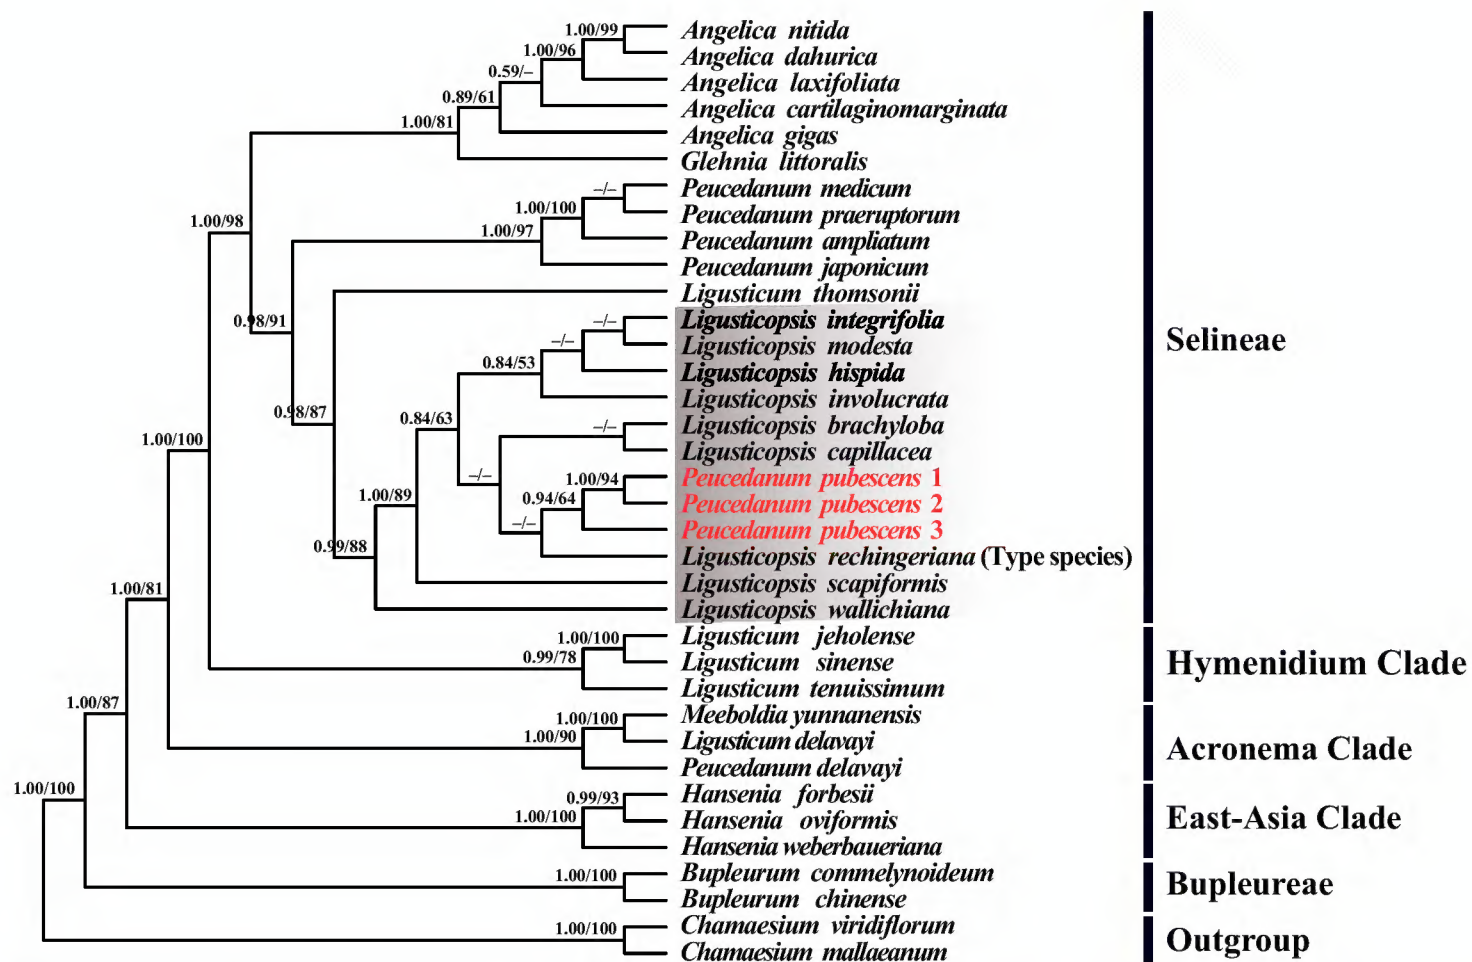 1.00/99
Angelica nitida
1.00/96
Angelica dahurica
0.59/–
Angelica laxifoliata
0.89/61
Angelica cartilaginomarginata
1.00/81
Angelica gigas
Glehnia littoralis
–/–
Peucedanum medicum
1.00/100
Peucedanum praeruptorum
1.00/98
1.00/97
Peucedanum ampliatum
Peucedanum japonicum
Ligusticum thomsonii
0.98/91
–/–
Ligusticopsis integrifolia
–/–
Ligusticopsis modesta
Selineae
0.84/53
Ligusticopsis hispida
Ligusticopsis involucrata
0.98/87
0.84/63
–/–
Ligusticopsis brachyloba
1.00/100
Ligusticopsis capillacea
–/–
1.00/94
Peucedanum pubescens 1
1.00/89
0.94/64
Peucedanum pubescens 2
–/–
Peucedanum pubescens 3
0.99/88
Ligusticopsis rechingeriana (Type species)
Ligusticopsis scapiformis
1.00/81
Ligusticopsis wallichiana
1.00/100
Ligusticum jeholense
0.99/78
Ligusticum sinense
Hymenidium Clade
Ligusticum tenuissimum
1.00/87
1.00/100
Meeboldia yunnanensis
1.00/90
Ligusticum delavayi
Acronema Clade
Peucedanum delavayi
1.00/100
0.99/93
Hansenia forbesii
1.00/100
Hansenia oviformis
East-Asia Clade
Hansenia weberbaueriana
1.00/100
Bupleurum commelynoideum
Bupleureae
Bupleurum chinense
1.00/100
Chamaesium viridiflorum
Outgroup
Chamaesium mallaeanum